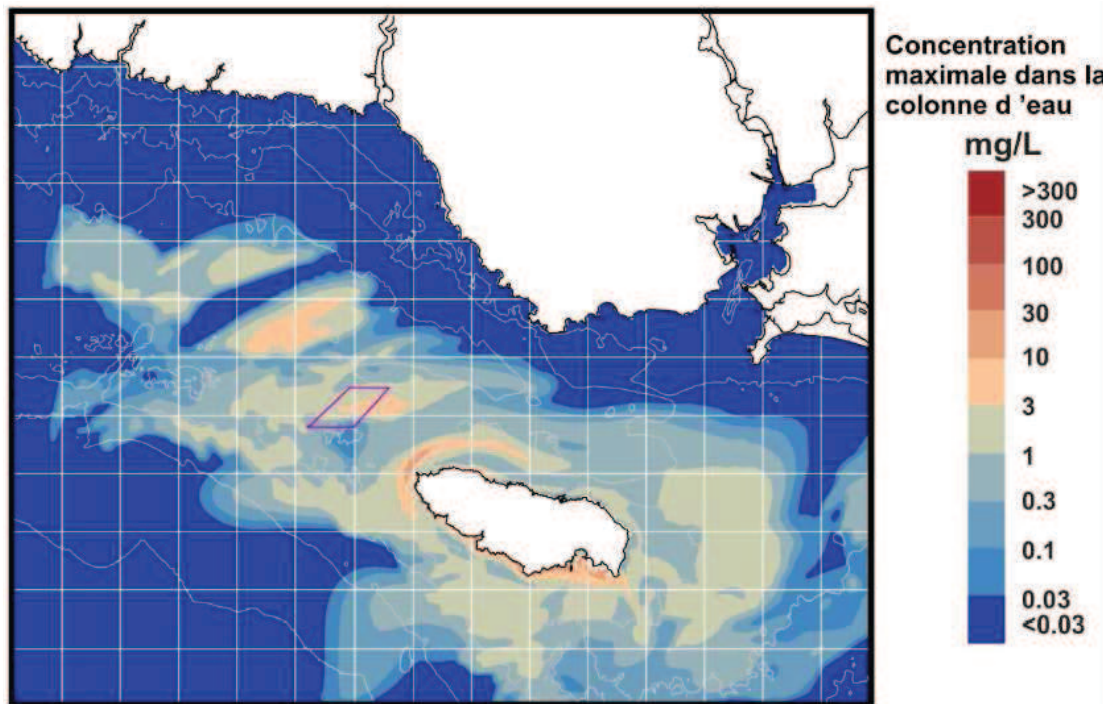 Concentration
maximale dans la
colonne d 'eau
mg/L
>300
300
100
30
10
3
1
0.3
0.1
0.03
<0.03